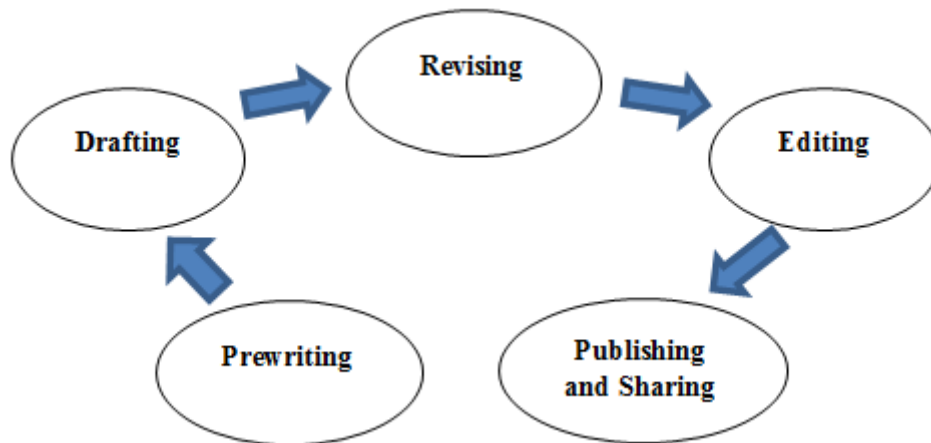 Revising
Drafting
Editing
Prewriting
Publishing
and Sharing